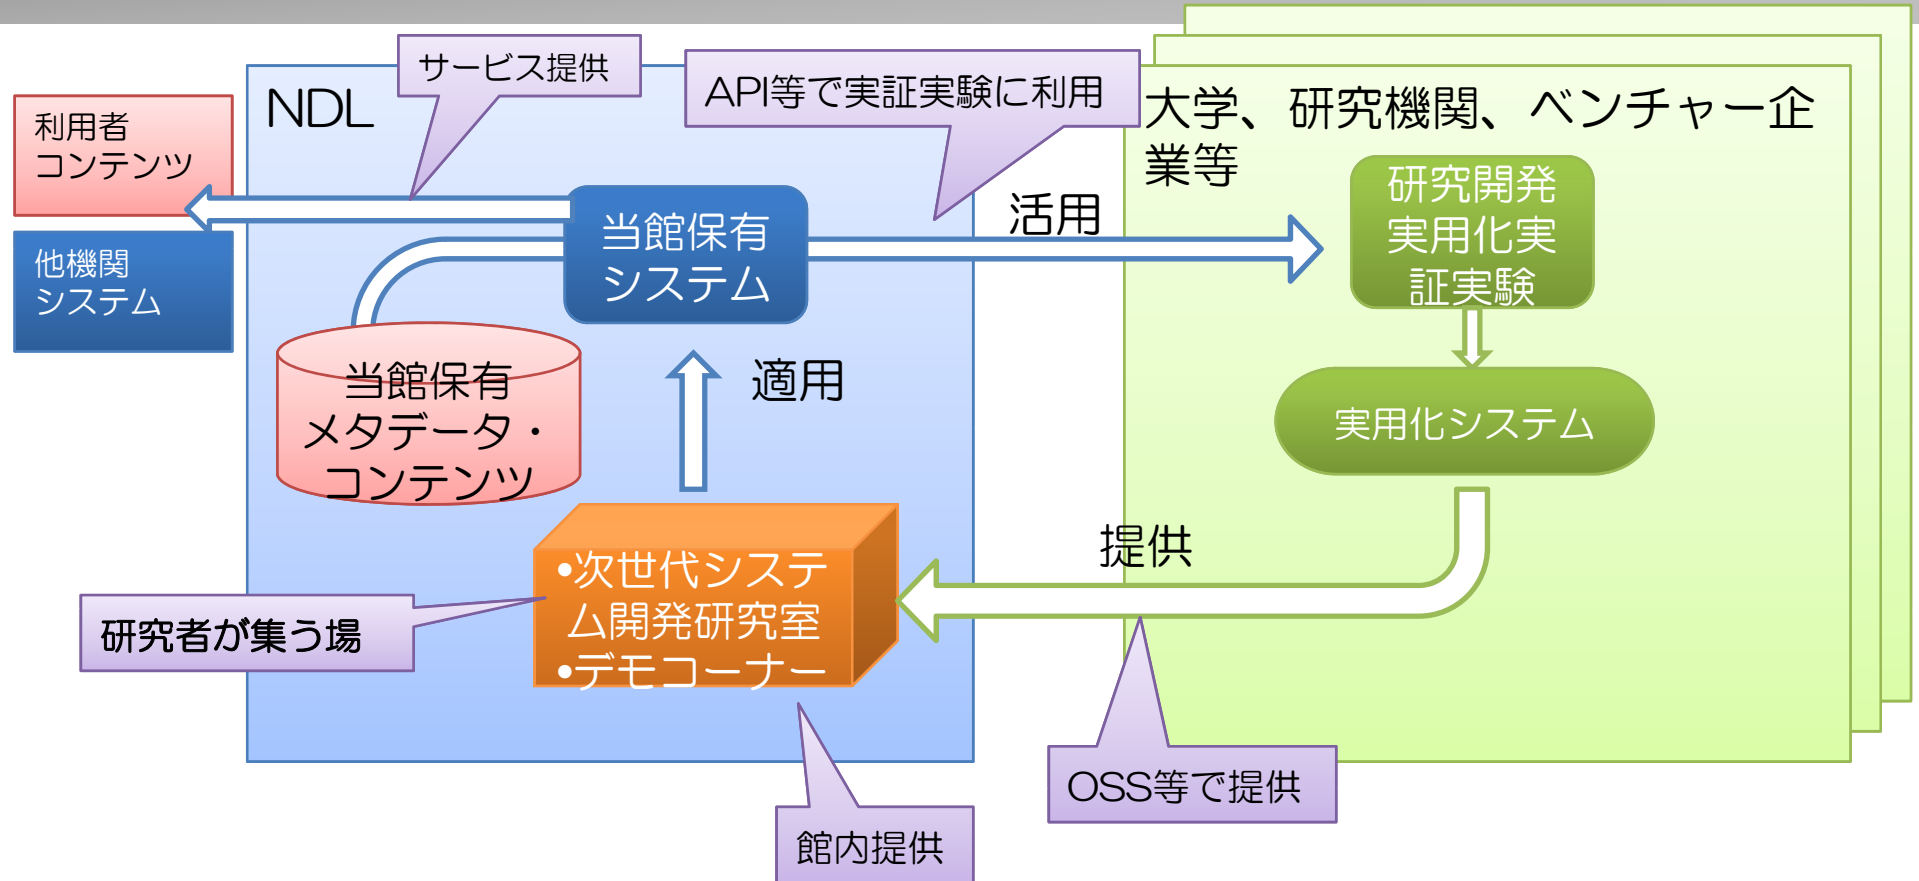 サービス提供
API等で実証実験に利用
NDL
大学、研究機関、ベンチャー企
業等
利用者
コンテンツ
他機関
システム
当館保有
システム
活用
研究開発
実用化実
証実験
当館保有
メタデータ・
コンテンツ
適用
実用化システム
提供
•次世代システ
ム開発研究室
•デモコーナー
研究者が集う場
OSS等で提供
館内提供